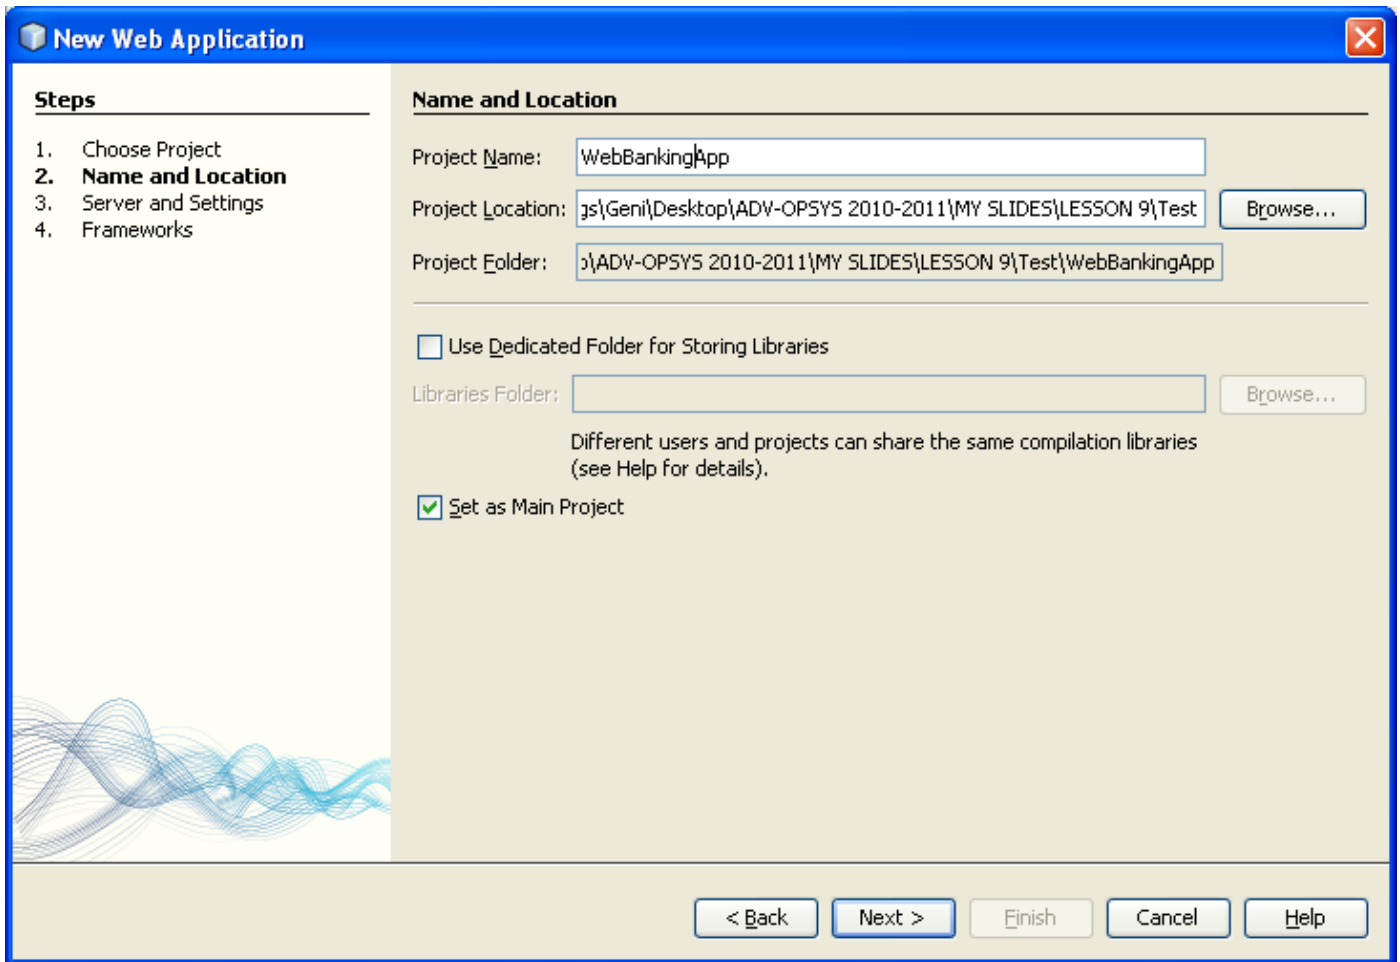 New Web Application
Steps
1. Choose Project
2. Name and Location
3. Server and Settings
4. Frameworks
Name and Location
Project Name: WebBankingApp
Project Location: gs\Geni\Desktop\ADV-OPSYS 2010-2011\MY SLIDES\LESSON 9\Test Browse...
Project Folder: \ADV-OPSYS 2010-2011\MY SLIDES\LESSON 9\Test\WebBankingApp
Use Dedicated Folder for Storing Libraries
Libraries Folder: Browse...
Different users and projects can share the same compilation libraries
(see Help for details).
Set as Main Project
< Back Next > Finish Cancel Help